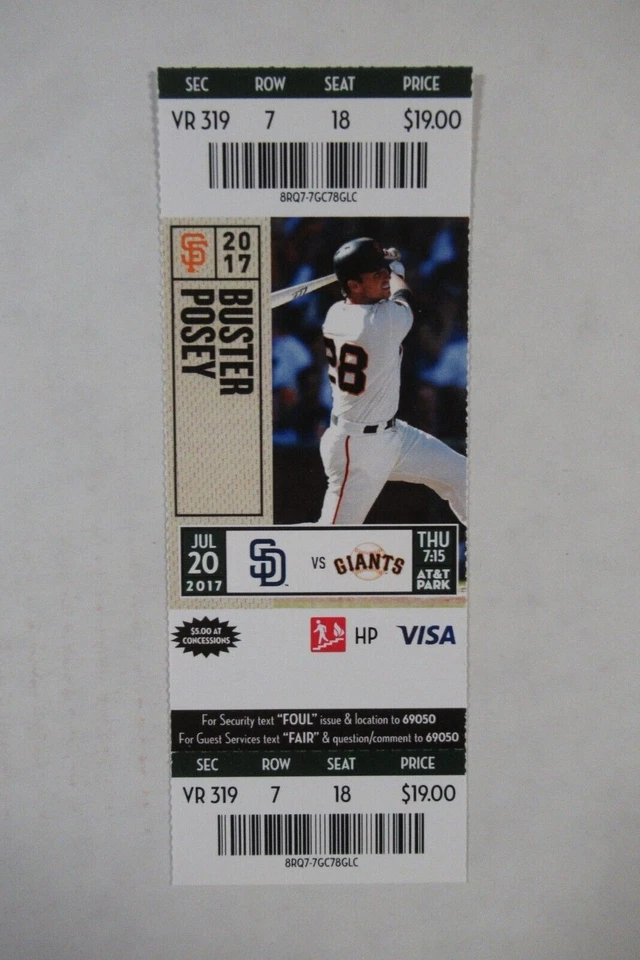 SEC ROW SEAT PRICE
VR 319 7 18 $19.00
8RQ7-7GC78GLC
SF
20
17
BUSTER
POSEY
28
JUL
20
2017
SD VS GIANTS
THU
7:15
AT&T
PARK
$5.00 AT
CONCESSIONS
HP VISA
For Security text "FOUL" issue & location to 69050
For Guest Services text "FAIR" & question/comment to 69050
SEC ROW SEAT PRICE
VR 319 7 18 $19.00
8RQ7-7GC78GLC